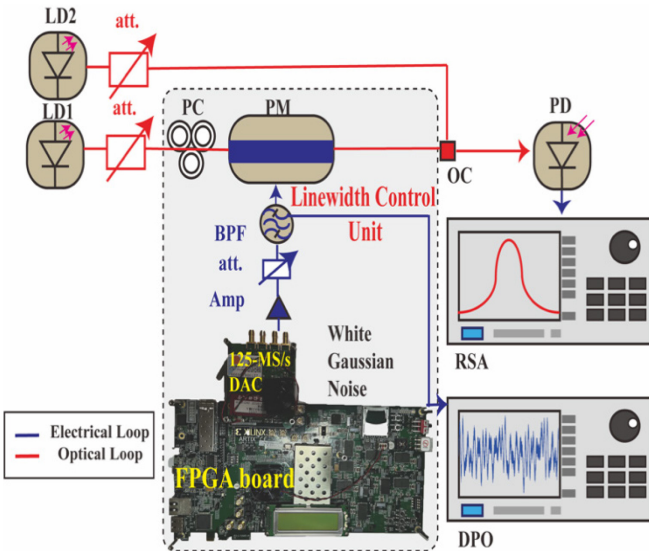 LD2
att.
LD1
att.
PC
PM
PD
OC
Linewidth Control
Unit
BPF
att.
Amp
White
Gaussian
Noise
125-MS/s
DAC
RSA
Electrical Loop
Optical Loop
FPGA board
DPO